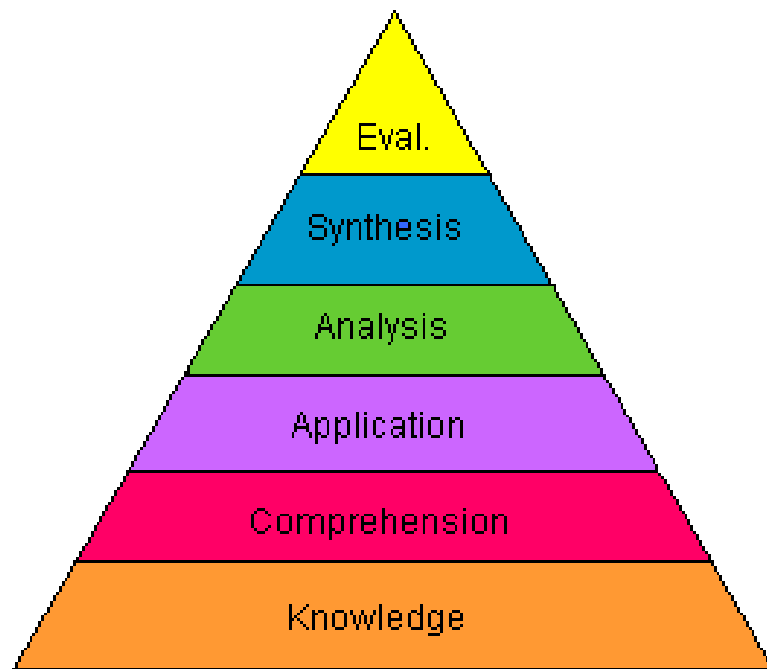 Eval.
Synthesis
Analysis
Application
Comprehension
Knowledge